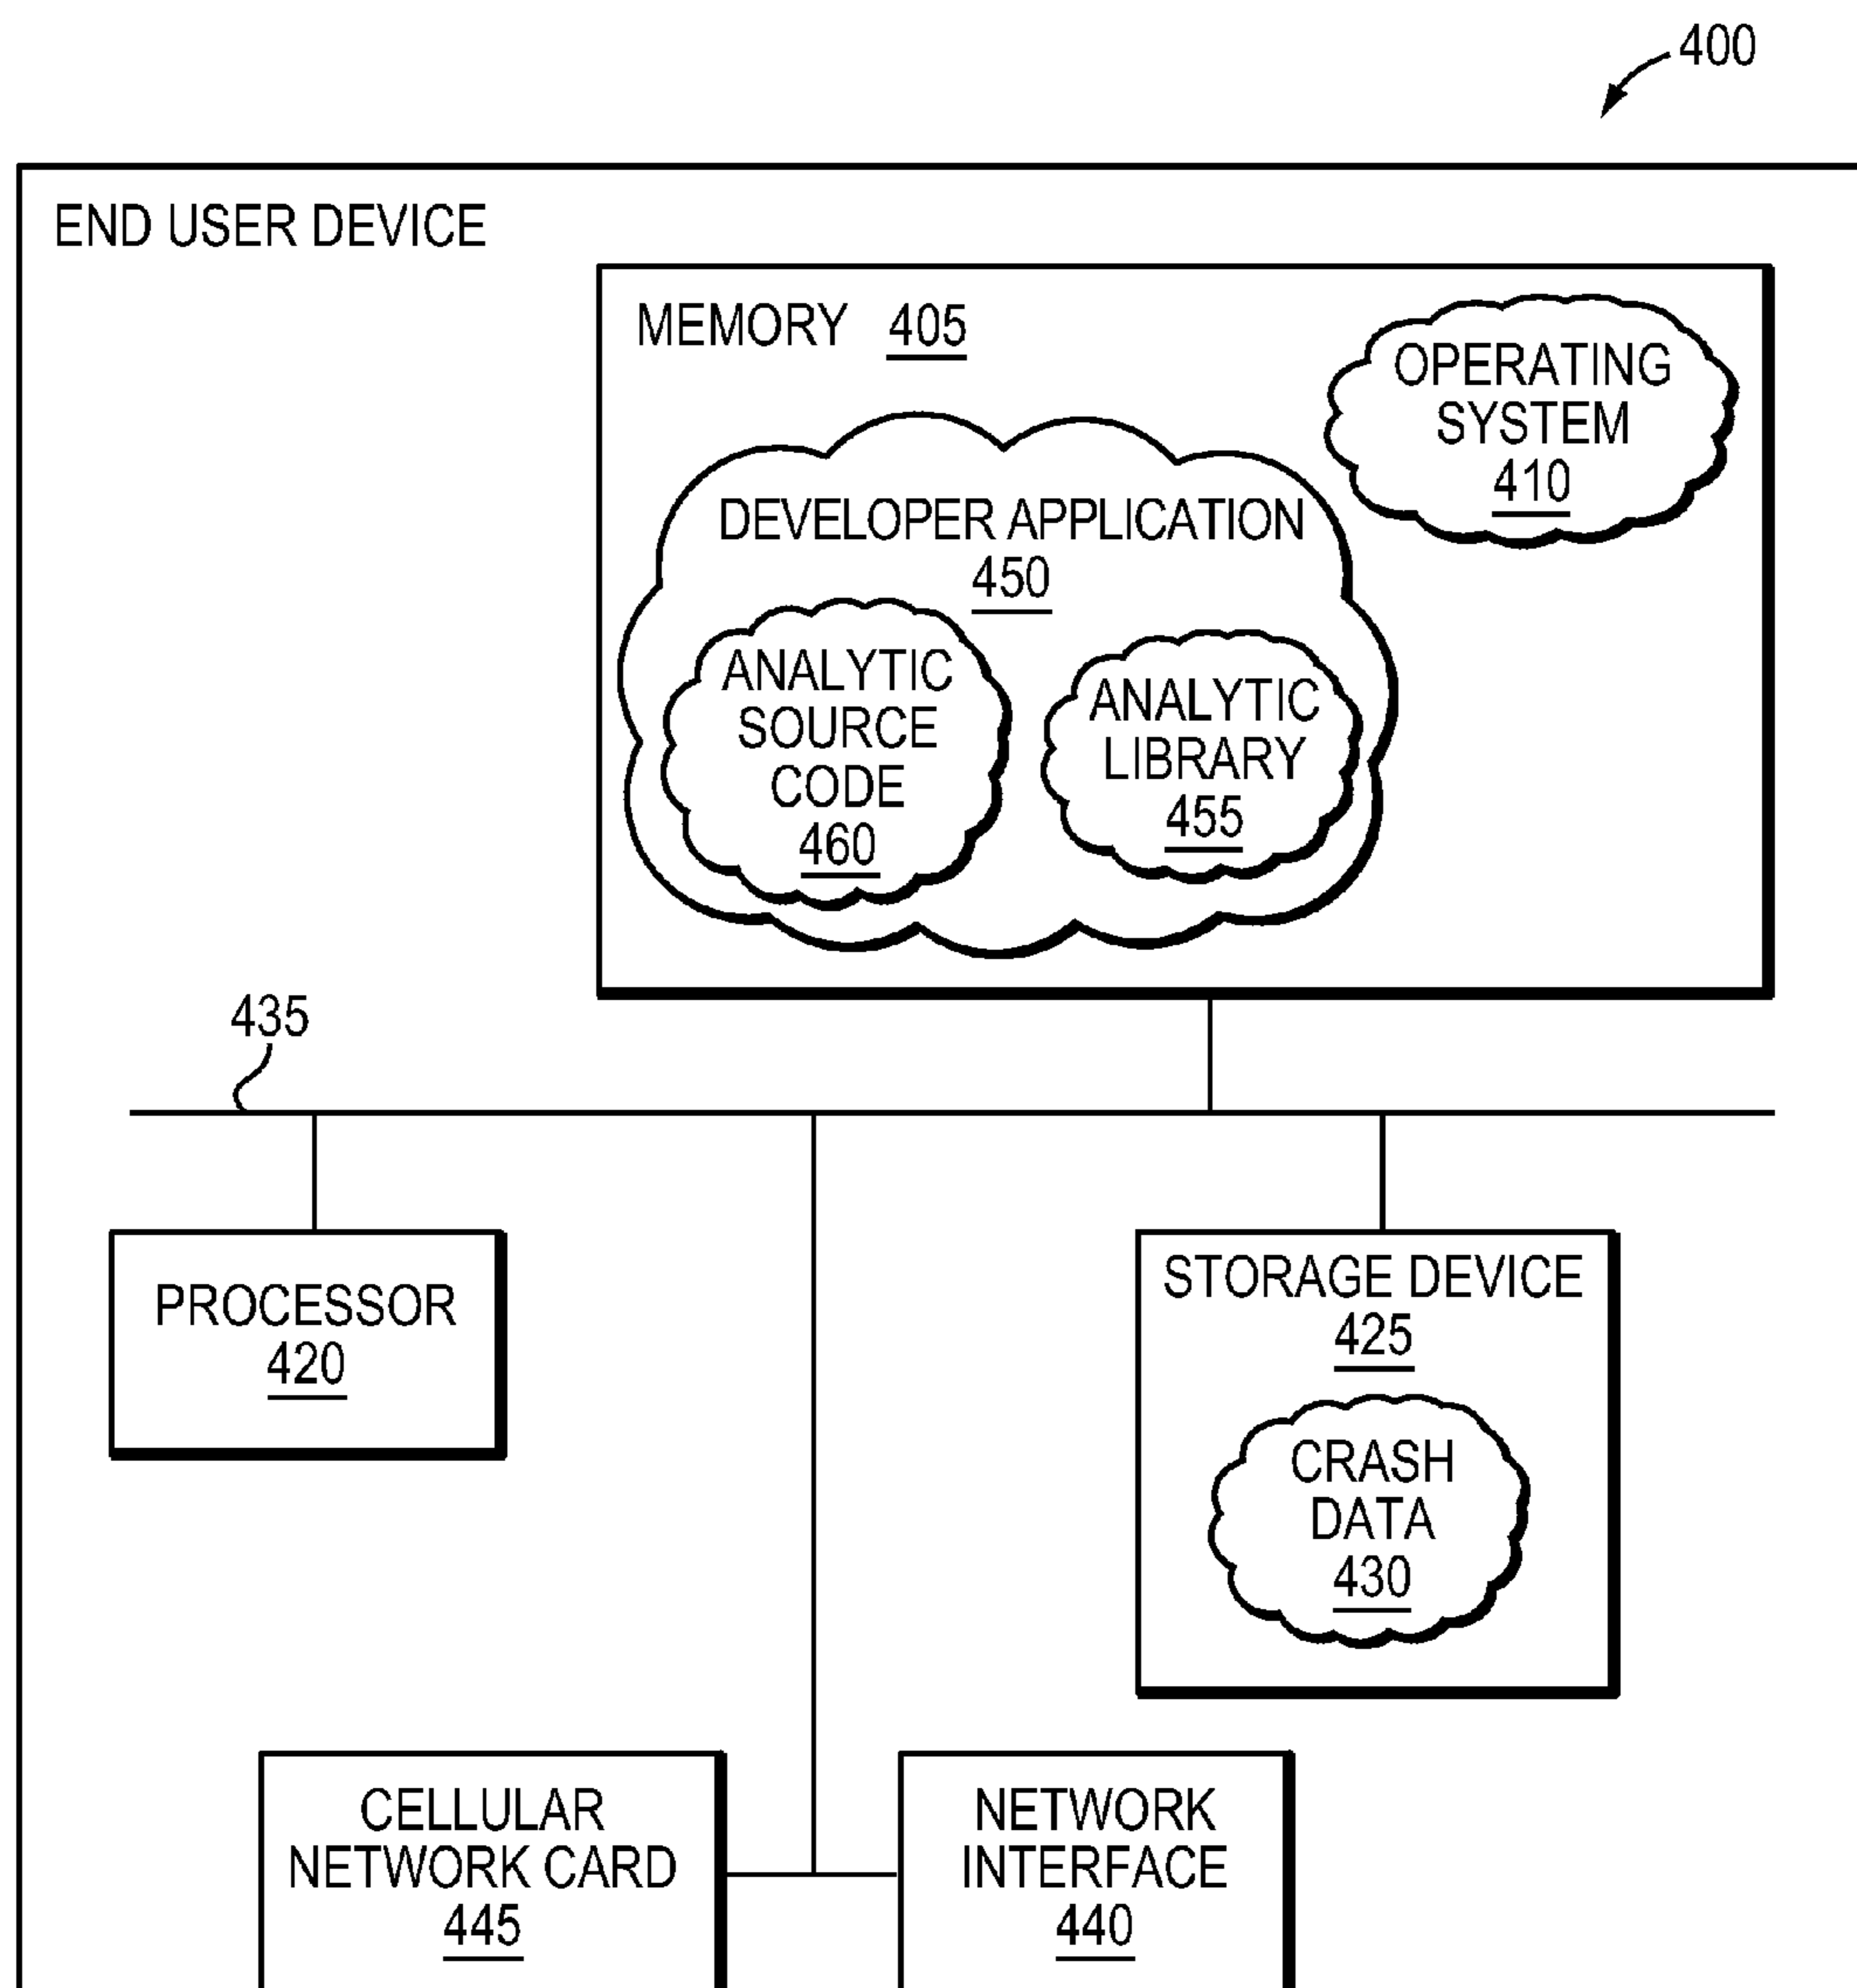 400
END USER DEVICE
MEMORY 405
OPERATING
SYSTEM
410
DEVELOPER APPLICATION
450
ANALYTIC
SOURCE
CODE
460
ANALYTIC
LIBRARY
455
435
PROCESSOR
420
STORAGE DEVICE
425
CRASH
DATA
430
CELLULAR
NETWORK CARD
445
NETWORK
INTERFACE
440